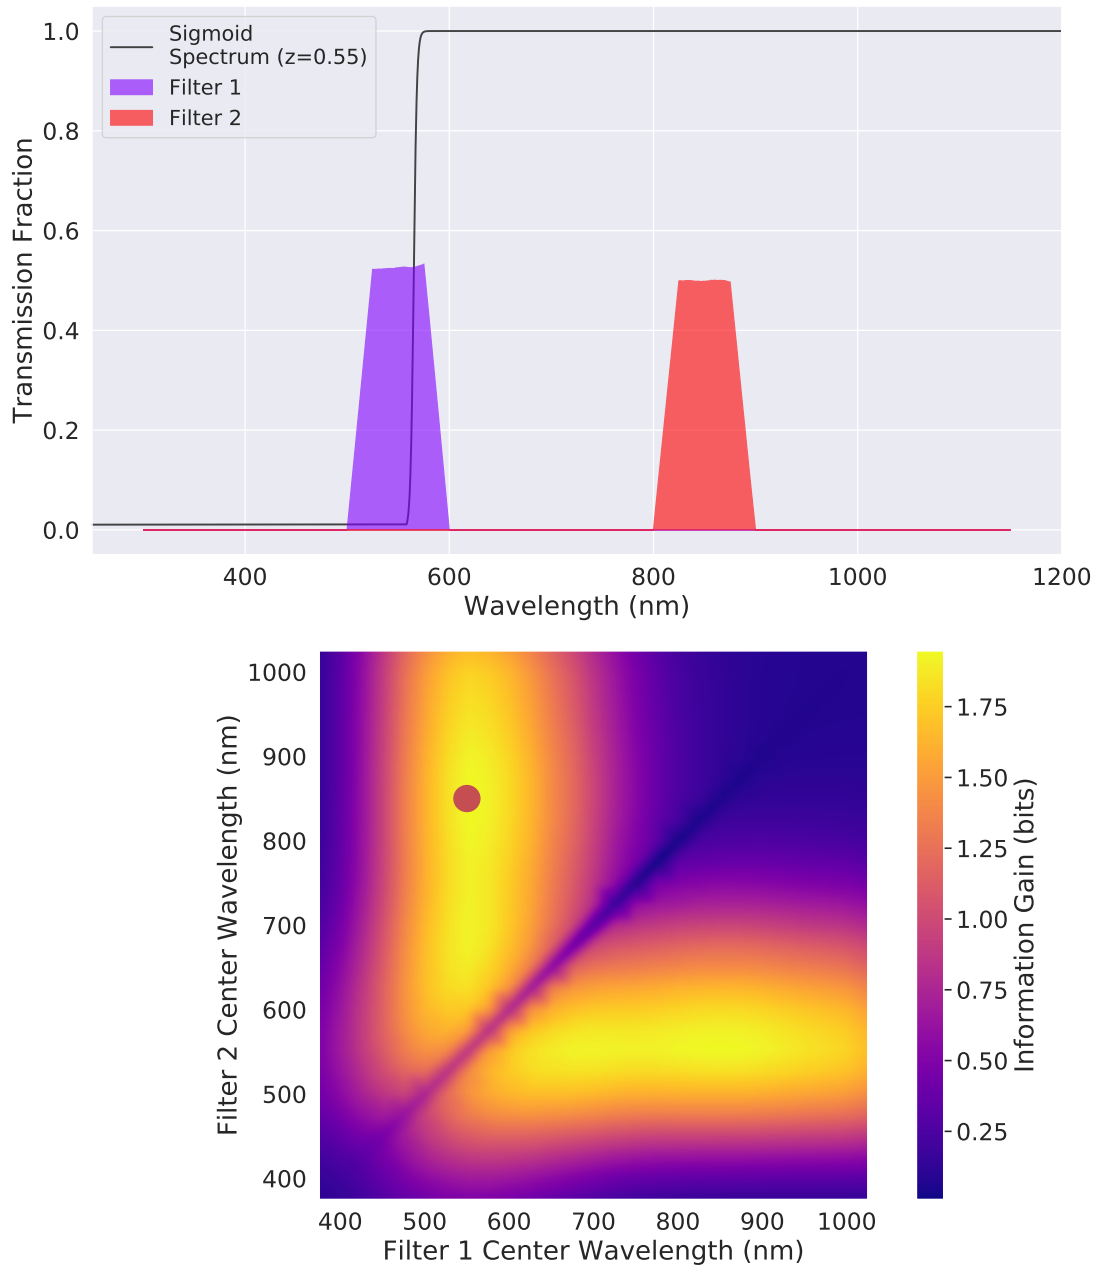 1.0
0.8
0.6
0.4
0.2
0.0
Transmission Fraction
Sigmoid
Spectrum (z=0.55)
Filter 1
Filter 2
400 600 800 1000 1200
Wavelength (nm)
1000
900
800
700
600
500
400
Filter 2 Center Wavelength (nm)
400 500 600 700 800 900 1000
Filter 1 Center Wavelength (nm)
1.75
1.50
1.25
1.00
0.75
0.50
0.25
Information Gain (bits)